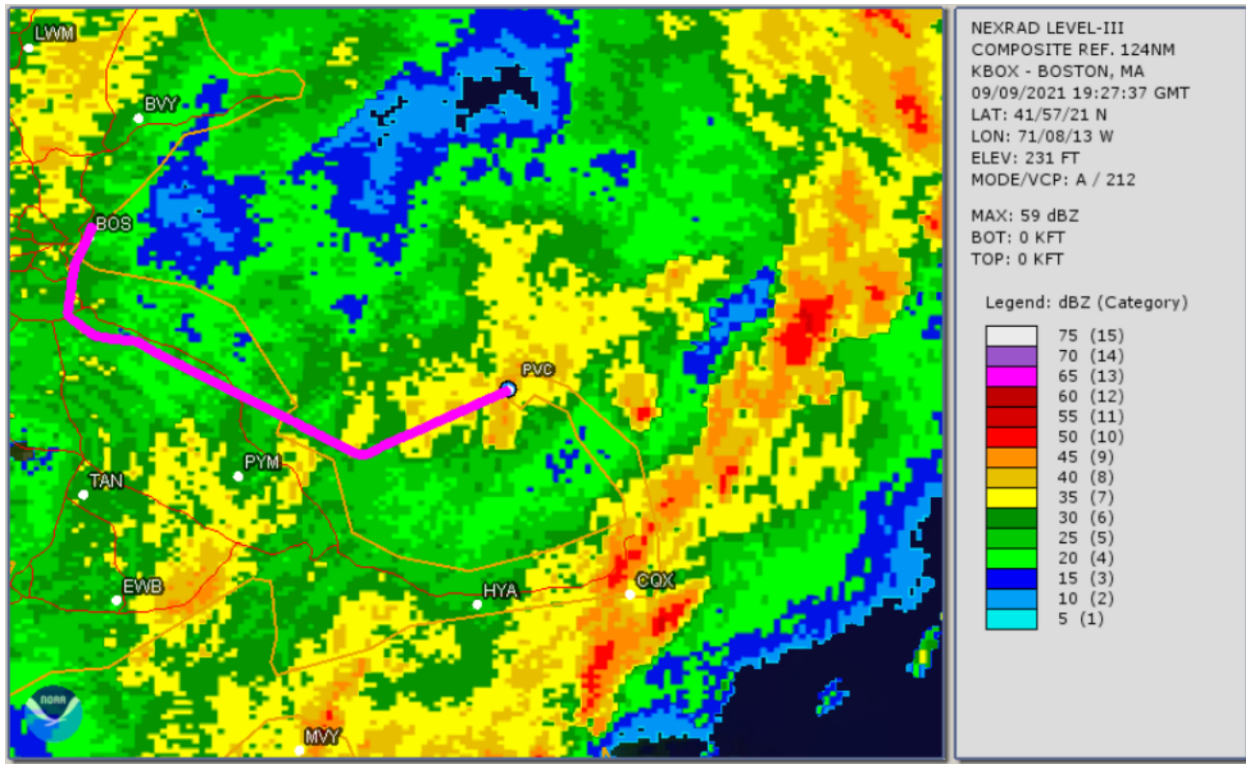 LWM
BVY
BOS
PVC
PYM
TAN
EWB
HYA
CQX
MVY
NOAA
NEXRAD LEVEL-III
COMPOSITE REF. 124NM
KBOX - BOSTON, MA
09/09/2021 19:27:37 GMT
LAT: 41/57/21 N
LON: 71/08/13 W
ELEV: 231 FT
MODE/VCP: A / 212
MAX: 59 dBZ
BOT: 0 KFT
TOP: 0 KFT
Legend: dBZ (Category)
75 (15)
70 (14)
65 (13)
60 (12)
55 (11)
50 (10)
45 (9)
40 (8)
35 (7)
30 (6)
25 (5)
20 (4)
15 (3)
10 (2)
5 (1)